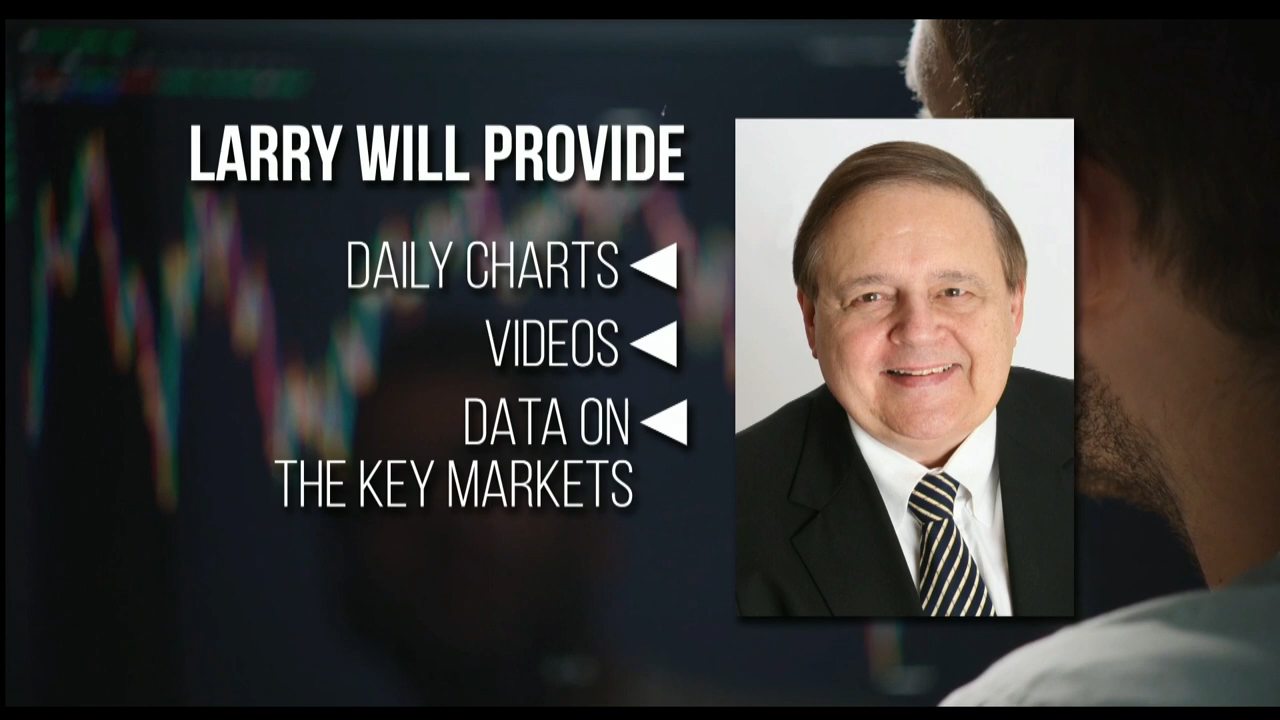 LARRY WILL PROVIDE
DAILY CHARTS
VIDEOS
DATA ON
THE KEY MARKETS